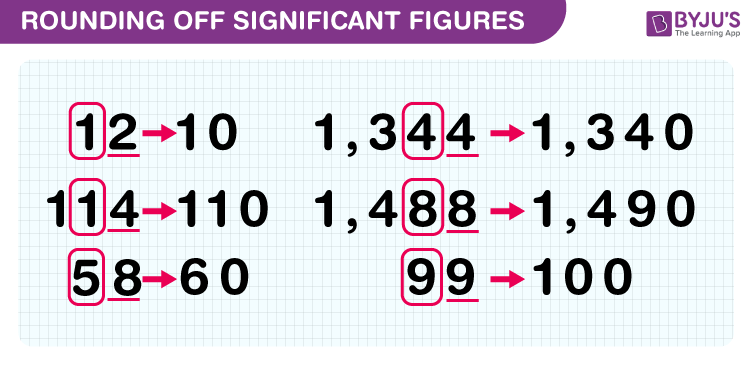 ROUNDING OFF SIGNIFICANT FIGURES
BYJU'S
The Learning App
12→10
1,344→1,340
114→110
1,488→1,490
58→60
99→100